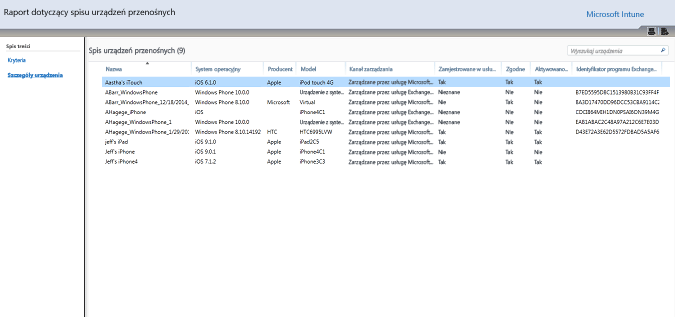 Raport dotyczący spisu urządzeń przenośnych
Microsoft Intune
Spis treści
Kryteria
Szczegóły urządzenia
Spis urządzeń przenośnych (9)
Wyszukaj urządzenia
Nazwa System operacyjny Producent Model Kanał zarządzania Zarejestrowane w usłu... Zgodne Aktywowano... Identyfikator programu Exchange...
Aastha's iTouch iOS 6.1.0 Apple iPod touch 4G Zarządzane przez usługę Microsoft... Tak Tak Tak
ABarr_WindowsPhone Windows Phone 10.0.0 Urządzenie z syste... Zarządzane przez usługę Exchange... Nieznane Nie Nie B7ED5595D8C1513980B31C93FF4F
ABarr_WindowsPhone_12/18/2014_ Windows Phone 8.10.0 Microsoft Virtual Zarządzane przez usługę Microsoft... Tak Nie Tak EA3D17470DD96DCC53C8A9114C2
AHagege_iPhone iOS iPhone4C1 Zarządzane przez usługę Exchange... Nieznane Nie Nie
AHagege_WindowsPhone_1 Windows Phone 10.0.0 Urządzenie z syste... Zarządzane przez usługę Exchange... Nieznane Nie Nie
AHagege_WindowsPhone_1/29/201 Windows Phone 8.10.14192 HTC HTC6995LVW Zarządzane przez usługę Microsoft... Tak Nie Tak
Jeff's iPad iOS 9.1.0 Apple iPad2C5 Zarządzane przez usługę Microsoft... Tak Tak Tak
Jeff's iPhone iOS 9.0.1 Apple iPhone4C1 Zarządzane przez usługę Microsoft... Nie Tak Nie
Jeff's iPhone4 iOS 7.1.2 Apple iPhone3C3 Zarządzane przez usługę Microsoft... Tak Tak Tak